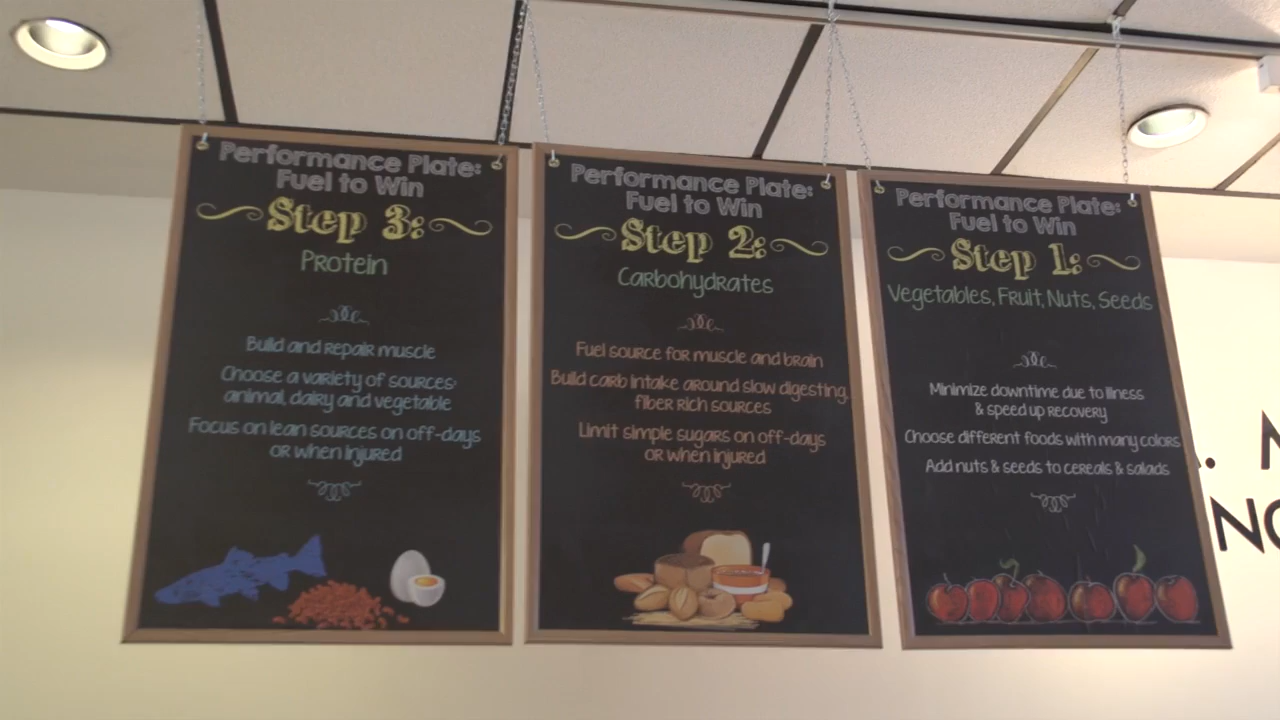 Performance Plate:
Fuel to Win
Step 3:
Protein
Build and repair muscle
Choose a variety of sources:
animal, dairy and vegetable
Focus on lean sources on off-days
or when injured
Performance Plate:
Fuel to Win
Step 2:
Carbohydrates
Fuel source for muscle and brain
Build carb intake around slow digesting,
fiber rich sources
Limit simple sugars on off-days
or when injured
Performance Plate:
Fuel to Win
Step 1:
Vegetables, Fruit, Nuts, Seeds
Minimize downtime due to illness
& speed up recovery
Choose different foods with many colors
Add nuts & seeds to cereals & salads